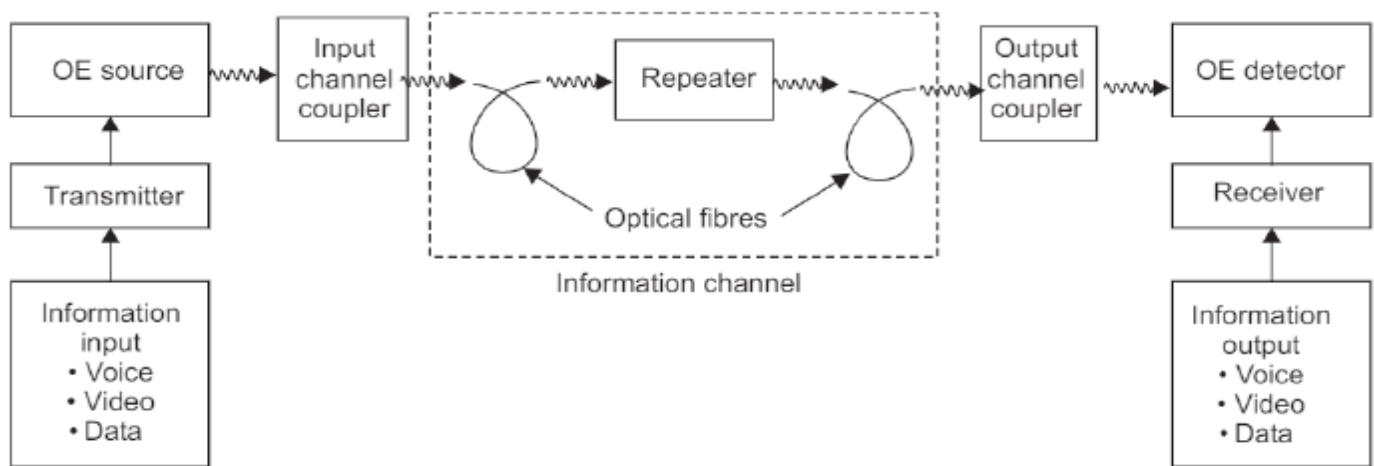 OE source
Input
channel
coupler
Repeater
Output
channel
coupler
OE detector
Transmitter
Optical fibres
Receiver
Information channel
Information
input
• Voice
• Video
• Data
Information
output
• Voice
• Video
• Data